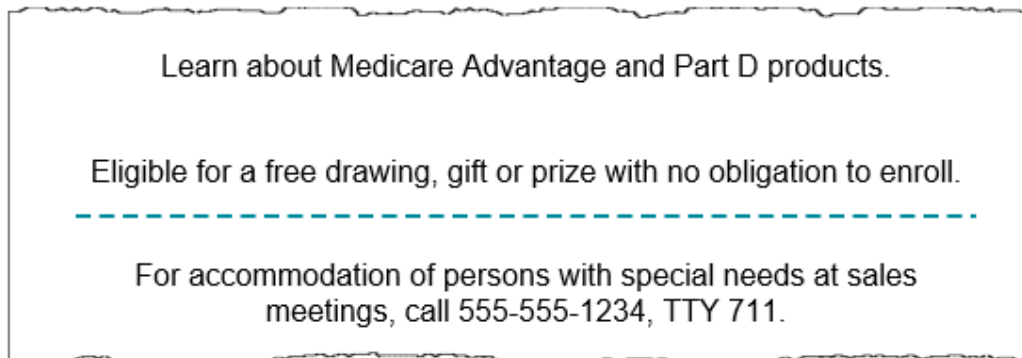 Learn about Medicare Advantage and Part D products.
Eligible for a free drawing, gift or prize with no obligation to enroll.
For accommodation of persons with special needs at sales
meetings, call 555-555-1234, TTY 711.